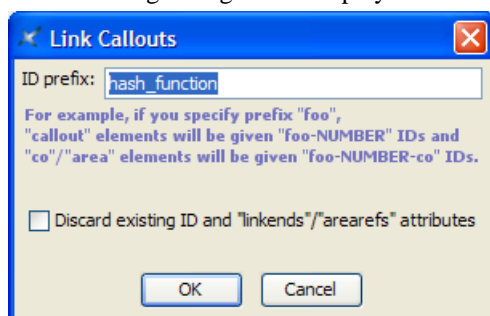 Link Callouts
ID prefix: hash_function
For example, if you specify prefix "foo",
"callout" elements will be given "foo-NUMBER" IDs and
"co"/"area" elements will be given "foo-NUMBER-co" IDs.
Discard existing ID and "linkends"/"arearefs" attributes
OK Cancel